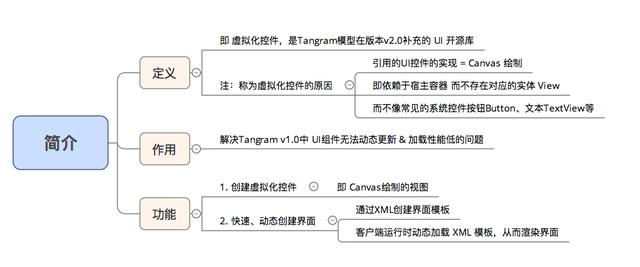 简介
定义
即 虚拟化控件，是Tangram模型在版本v2.0补充的 UI 开源库
注：称为虚拟化控件的原因
引用的UI控件的实现 = Canvas 绘制
即依赖于宿主容器 而不存在对应的实体 View
而不像常见的系统控件按钮Button、文本TextView等
作用
解决Tangram v1.0中 UI组件无法动态更新 & 加载性能低的问题
功能
1. 创建虚拟化控件
即 Canvas绘制的视图
2. 快速、动态创建界面
通过XML创建界面模板
客户端运行时动态加载 XML 模板，从而渲染界面